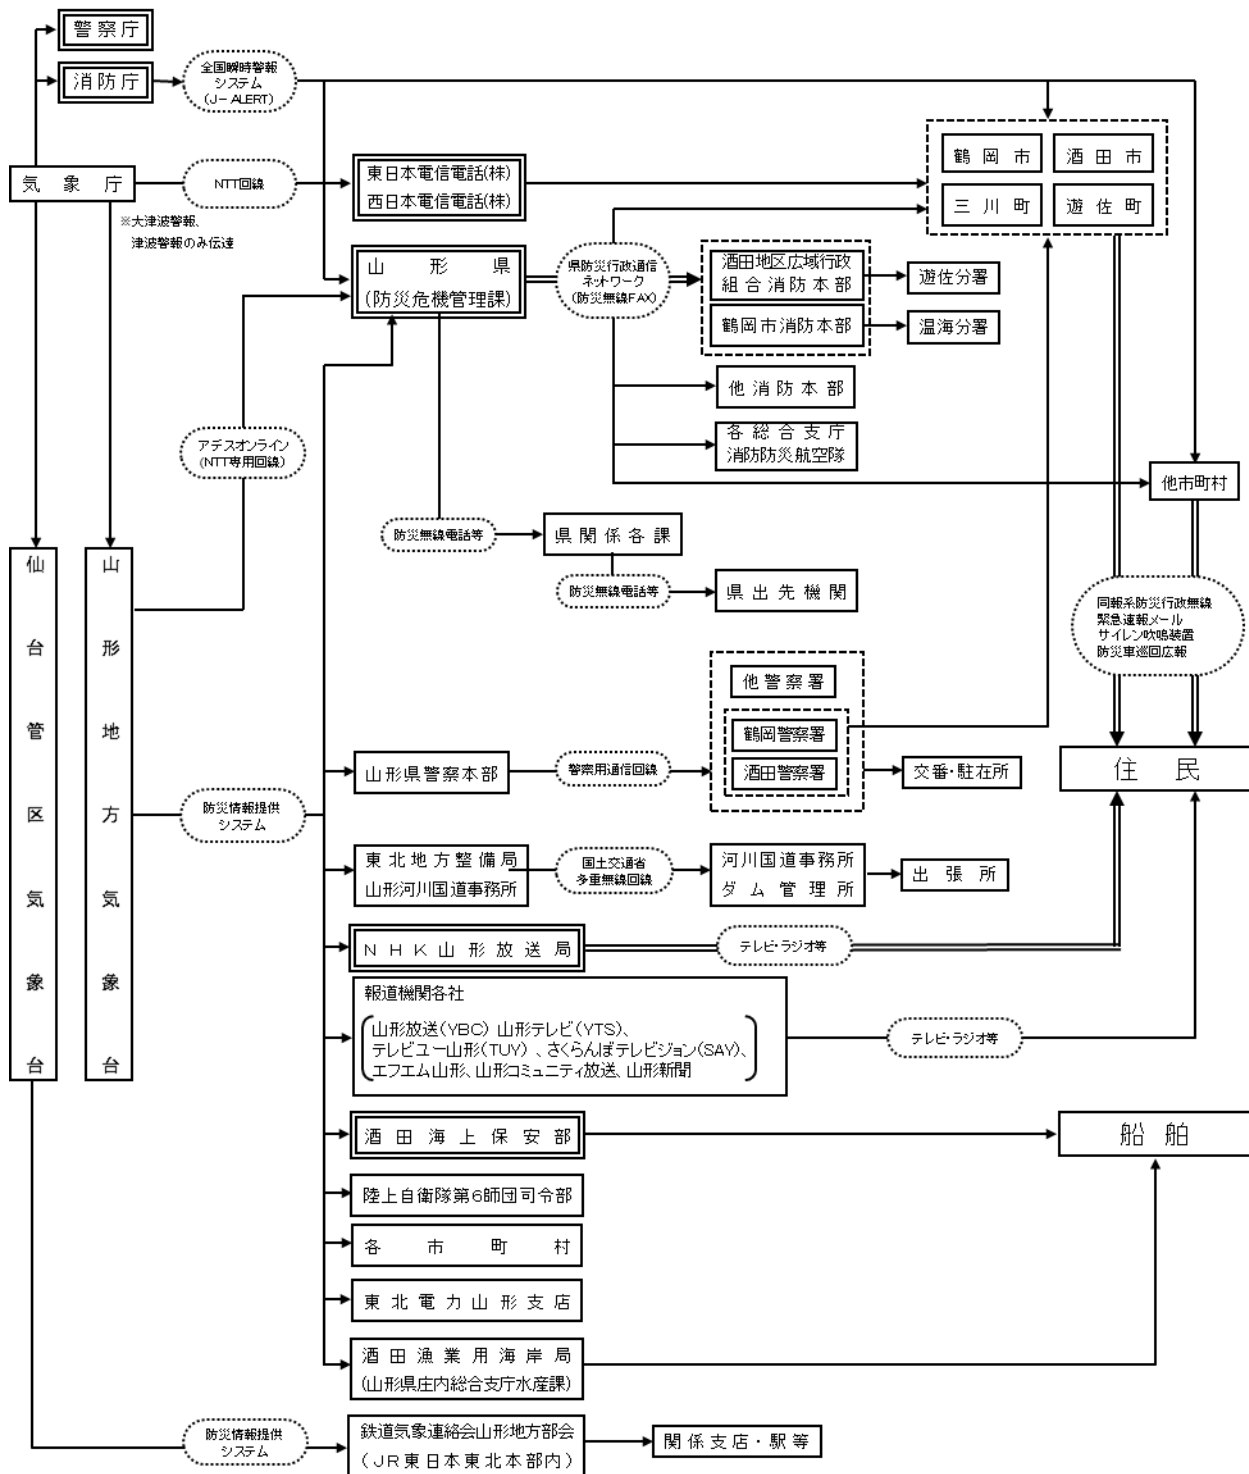 警察庁
消防庁
全国瞬時警報
システム
(J-ALERT)
気象庁
NTT回線
※大津波警報、
津波警報のみ伝達
東日本電信電話(株)
西日本電信電話(株)
鶴岡市
酒田市
三川町
遊佐町
山形県
(防災危機管理課)
県防災行政通信
ネットワーク
(防災無線FAX)
酒田地区広域行政
組合消防本部
遊佐分署
鶴岡市消防本部
温海分署
他消防本部
各総合支庁
消防防災航空隊
アデスオンライン
(NTT専用回線)
他市町村
防災無線電話等
県関係各課
防災無線電話等
県出先機関
同報系防災行政無線
緊急速報メール
サイレン吹鳴装置
防災車巡回広報
仙台管区気象台
山形地方気象台
他警察署
鶴岡警察署
酒田警察署
山形県警察本部
警察用通信回線
交番・駐在所
住民
防災情報提供
システム
東北地方整備局
山形河川国道事務所
国土交通省
多重無線回線
河川国道事務所
ダム管理所
出張所
NHK山形放送局
テレビ・ラジオ等
報道機関各社
山形放送(YBC) 山形テレビ(YTS)、
テレビユー山形(TUY)、さくらんぼテレビジョン(SAY)、
エフエム山形、山形コミュニティ放送、山形新聞
テレビ・ラジオ等
酒田海上保安部
船舶
陸上自衛隊第6師団司令部
各市町村
東北電力山形支店
酒田漁業用海岸局
(山形県庄内総合支庁水産課)
防災情報提供
システム
鉄道気象連絡会山形地方部会
(JR東日本東北本部内)
関係支店・駅等